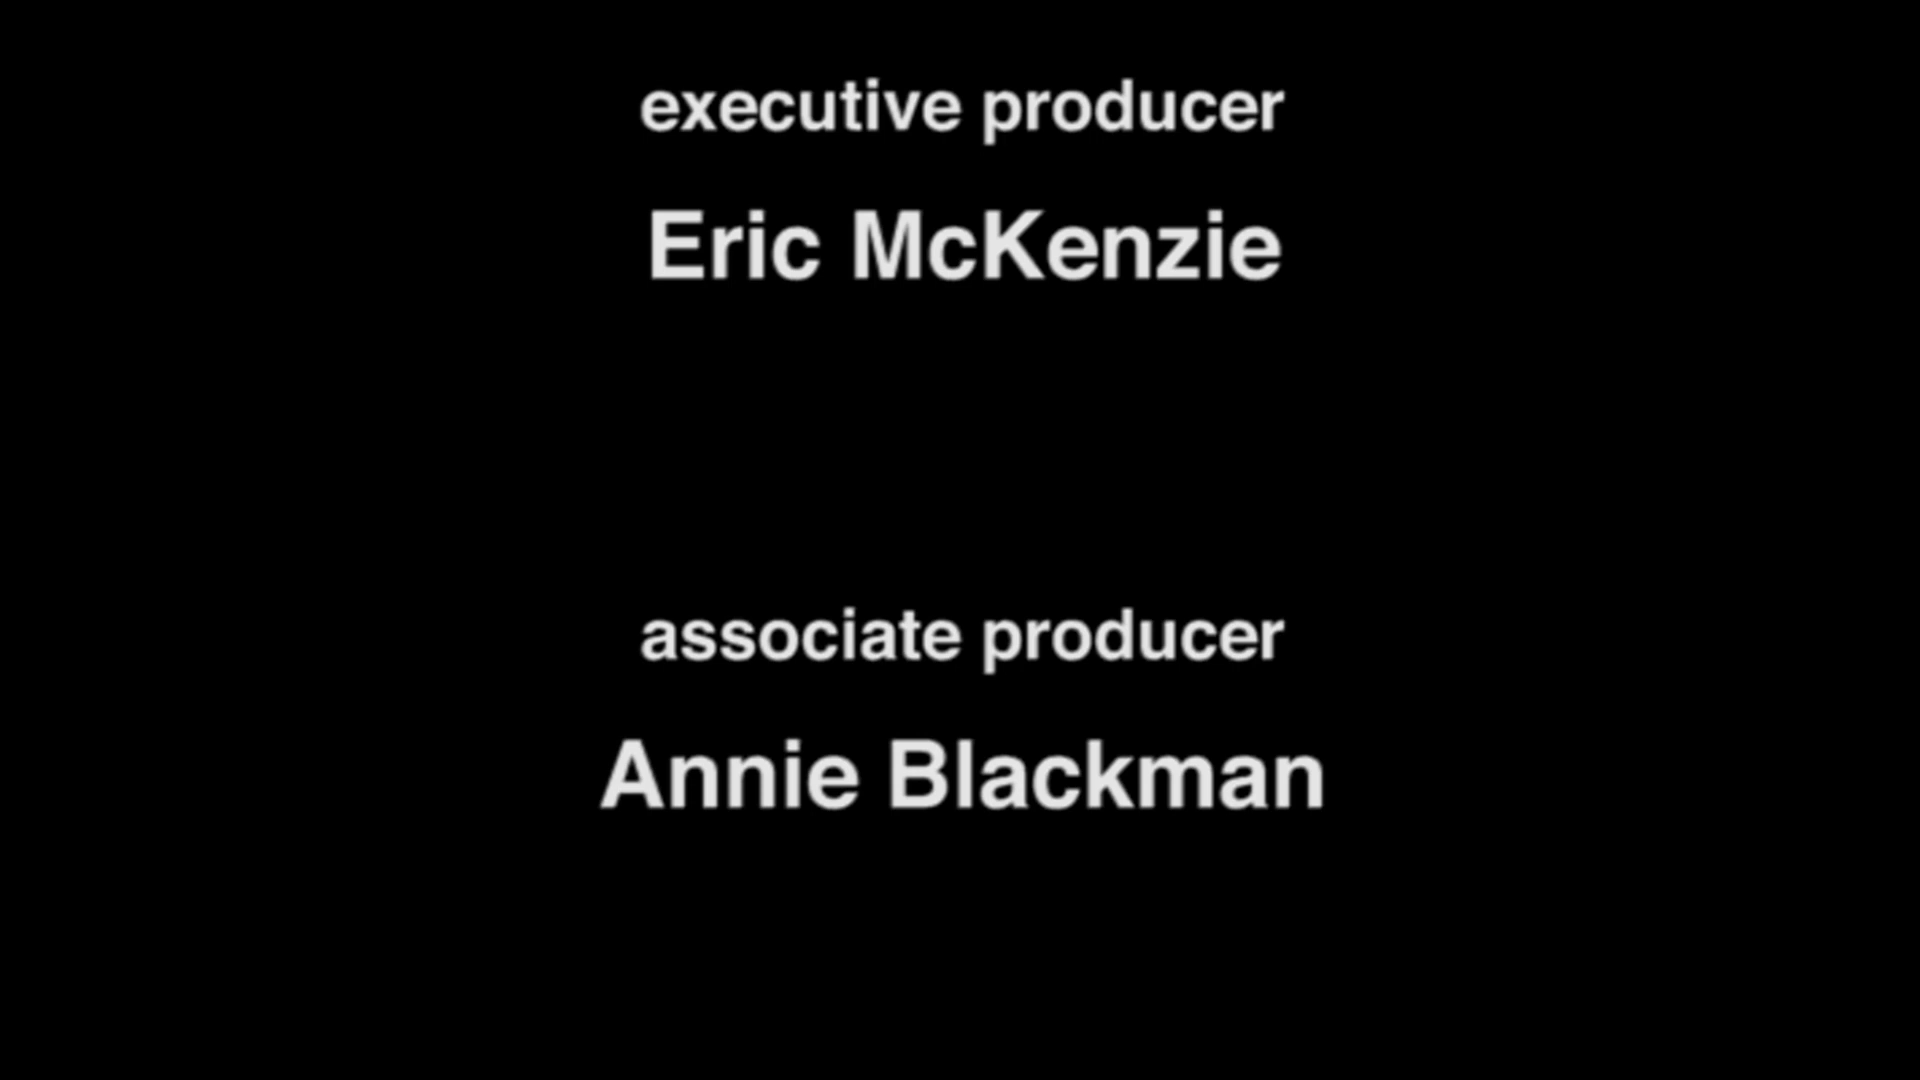 executive producer
Eric McKenzie
associate producer
Annie Blackman